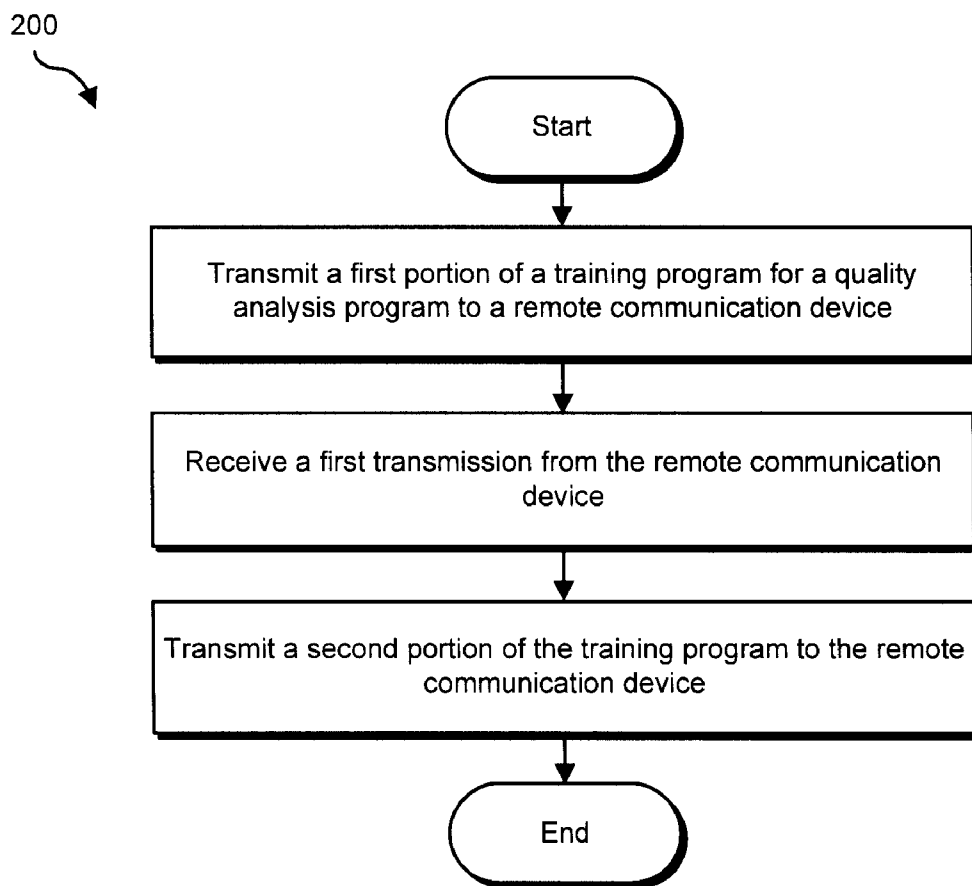 200
Start
Transmit a first portion of a training program for a quality
analysis program to a remote communication device
Receive a first transmission from the remote communication
device
Transmit a second portion of the training program to the remote
communication device
End